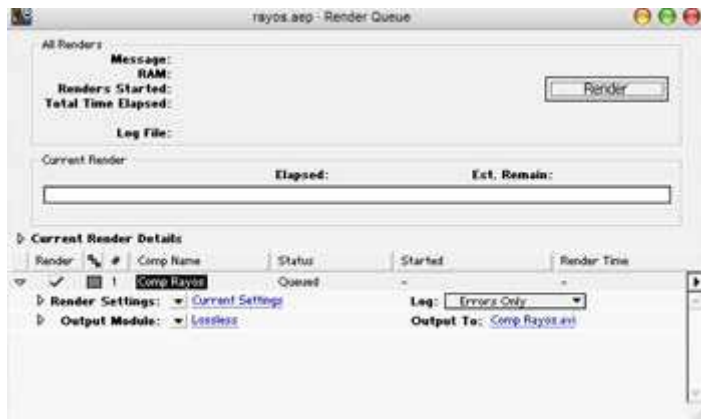 rayos.aep - Render Queue
All Renders
Message:
RAM:
Renders Started:
Total Time Elapsed:
Render
Log File:
Current Render
Elapsed: Est. Remain:
Current Render Details
Render # Comp Name Status Started Render Time
1 Comp Rayos Queued - -
Render Settings: Current Settings Log: Errors Only
Output Module: Lossless Output To: Comp Rayos.avi